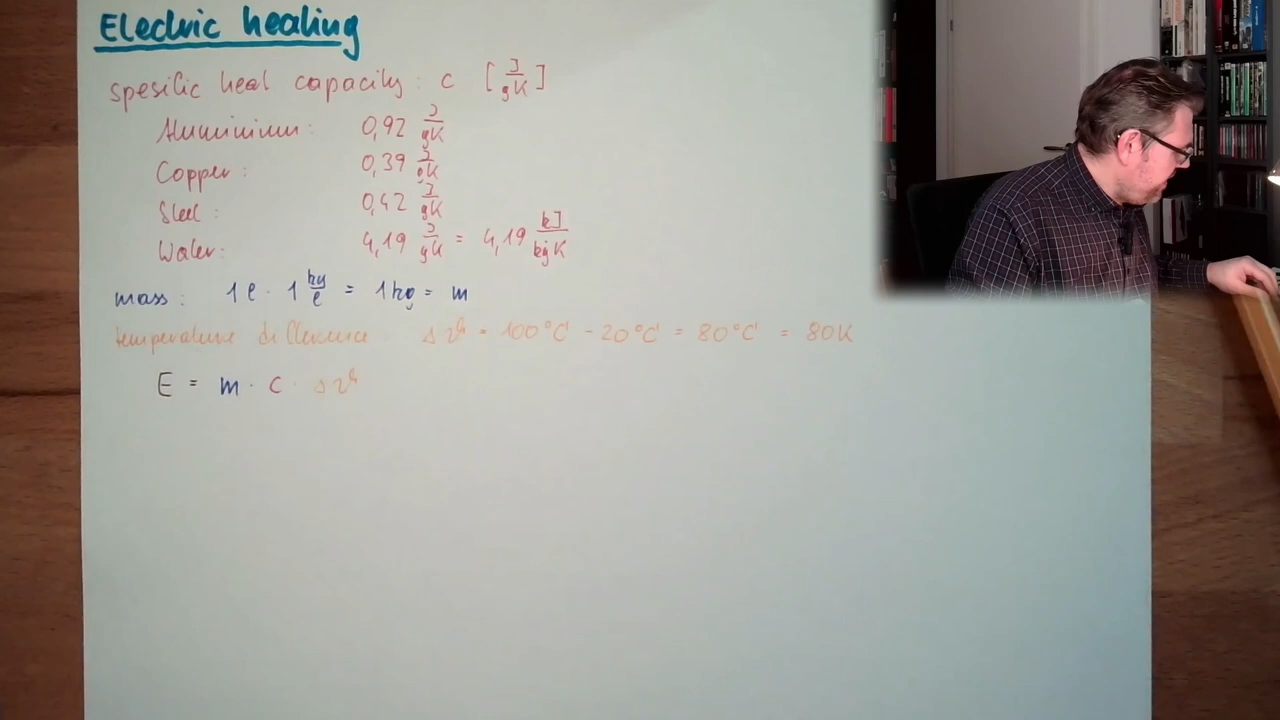 Electric heating
spesific heat capacity: c [J/gK]
Aluminium: 0,92 J/gK
Copper: 0,39 J/gK
Steel: 0,42 J/gK
Water: 4,19 J/gK = 4,19 kJ/kgK
mass: 1 l · 1 kg/l = 1 kg = m
temperature difference Δϑ = 100°C - 20°C = 80°C = 80K
E = m · c · Δϑ